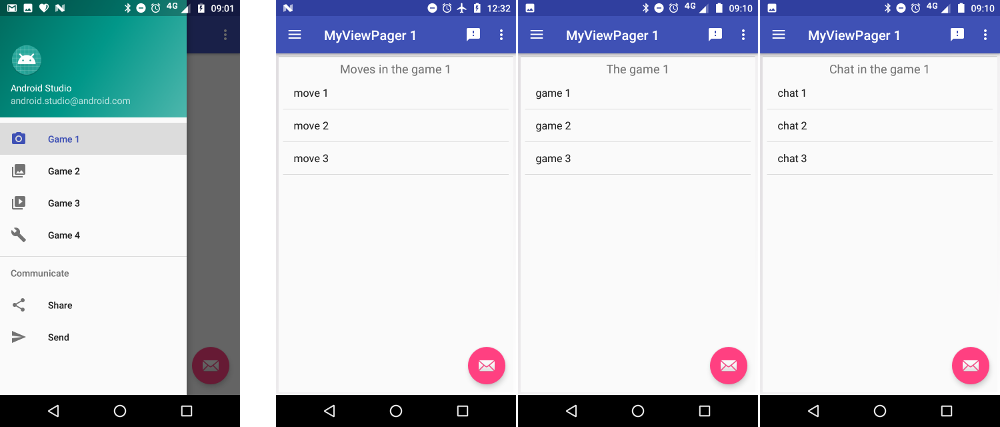 4G 09:01
Android Studio
android.studio@android.com
Game 1
Game 2
Game 3
Game 4
Communicate
Share
Send
12:32
MyViewPager 1
Moves in the game 1
move 1
move 2
move 3
4G 09:10
MyViewPager 1
The game 1
game 1
game 2
game 3
4G 09:10
MyViewPager 1
Chat in the game 1
chat 1
chat 2
chat 3